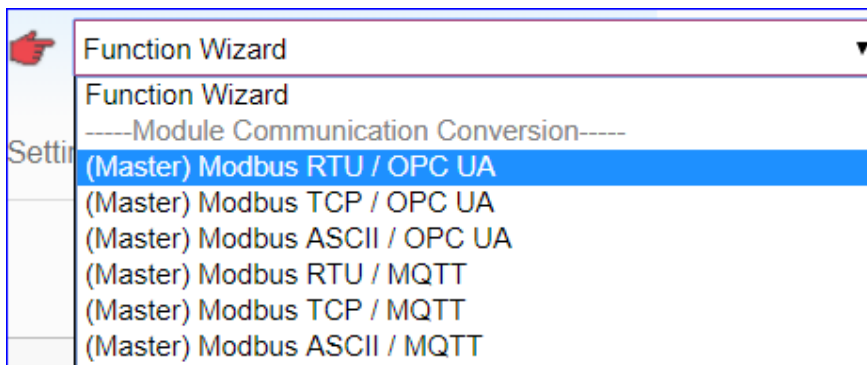 Function Wizard
Function Wizard
-----Module Communication Conversion-----
Settin
(Master) Modbus RTU / OPC UA
(Master) Modbus TCP / OPC UA
(Master) Modbus ASCII / OPC UA
(Master) Modbus RTU / MQTT
(Master) Modbus TCP / MQTT
(Master) Modbus ASCII / MQTT